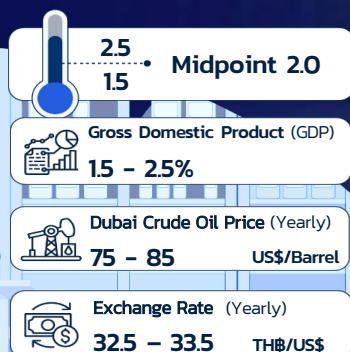 2.5
Midpoint 2.0
1.5
Gross Domestic Product (GDP)
1.5 - 2.5%
Dubai Crude Oil Price (Yearly)
75 - 85 US$/Barrel
Exchange Rate (Yearly)
32.5 – 33.5 THB̶/US$